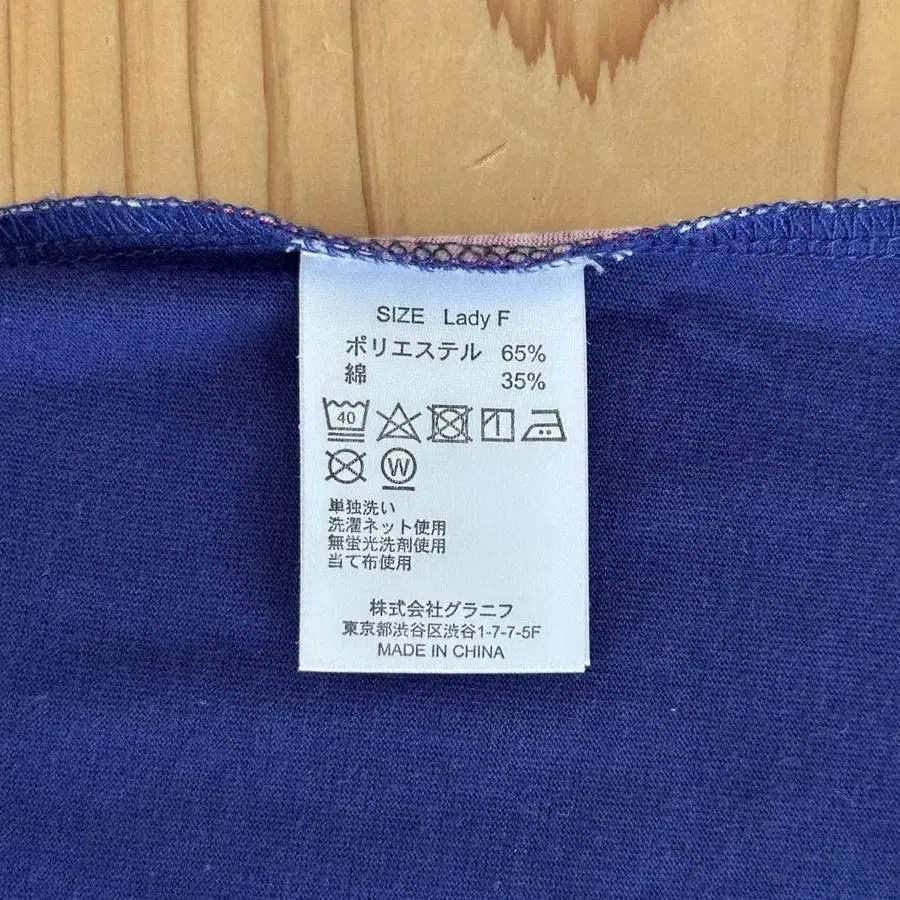 SIZE Lady F
ポリエステル 65%
綿 35%
40
W
単独洗い
洗濯ネット使用
無蛍光洗剤使用
当て布使用
株式会社グラニフ
東京都渋谷区渋谷1-7-7-5F
MADE IN CHINA